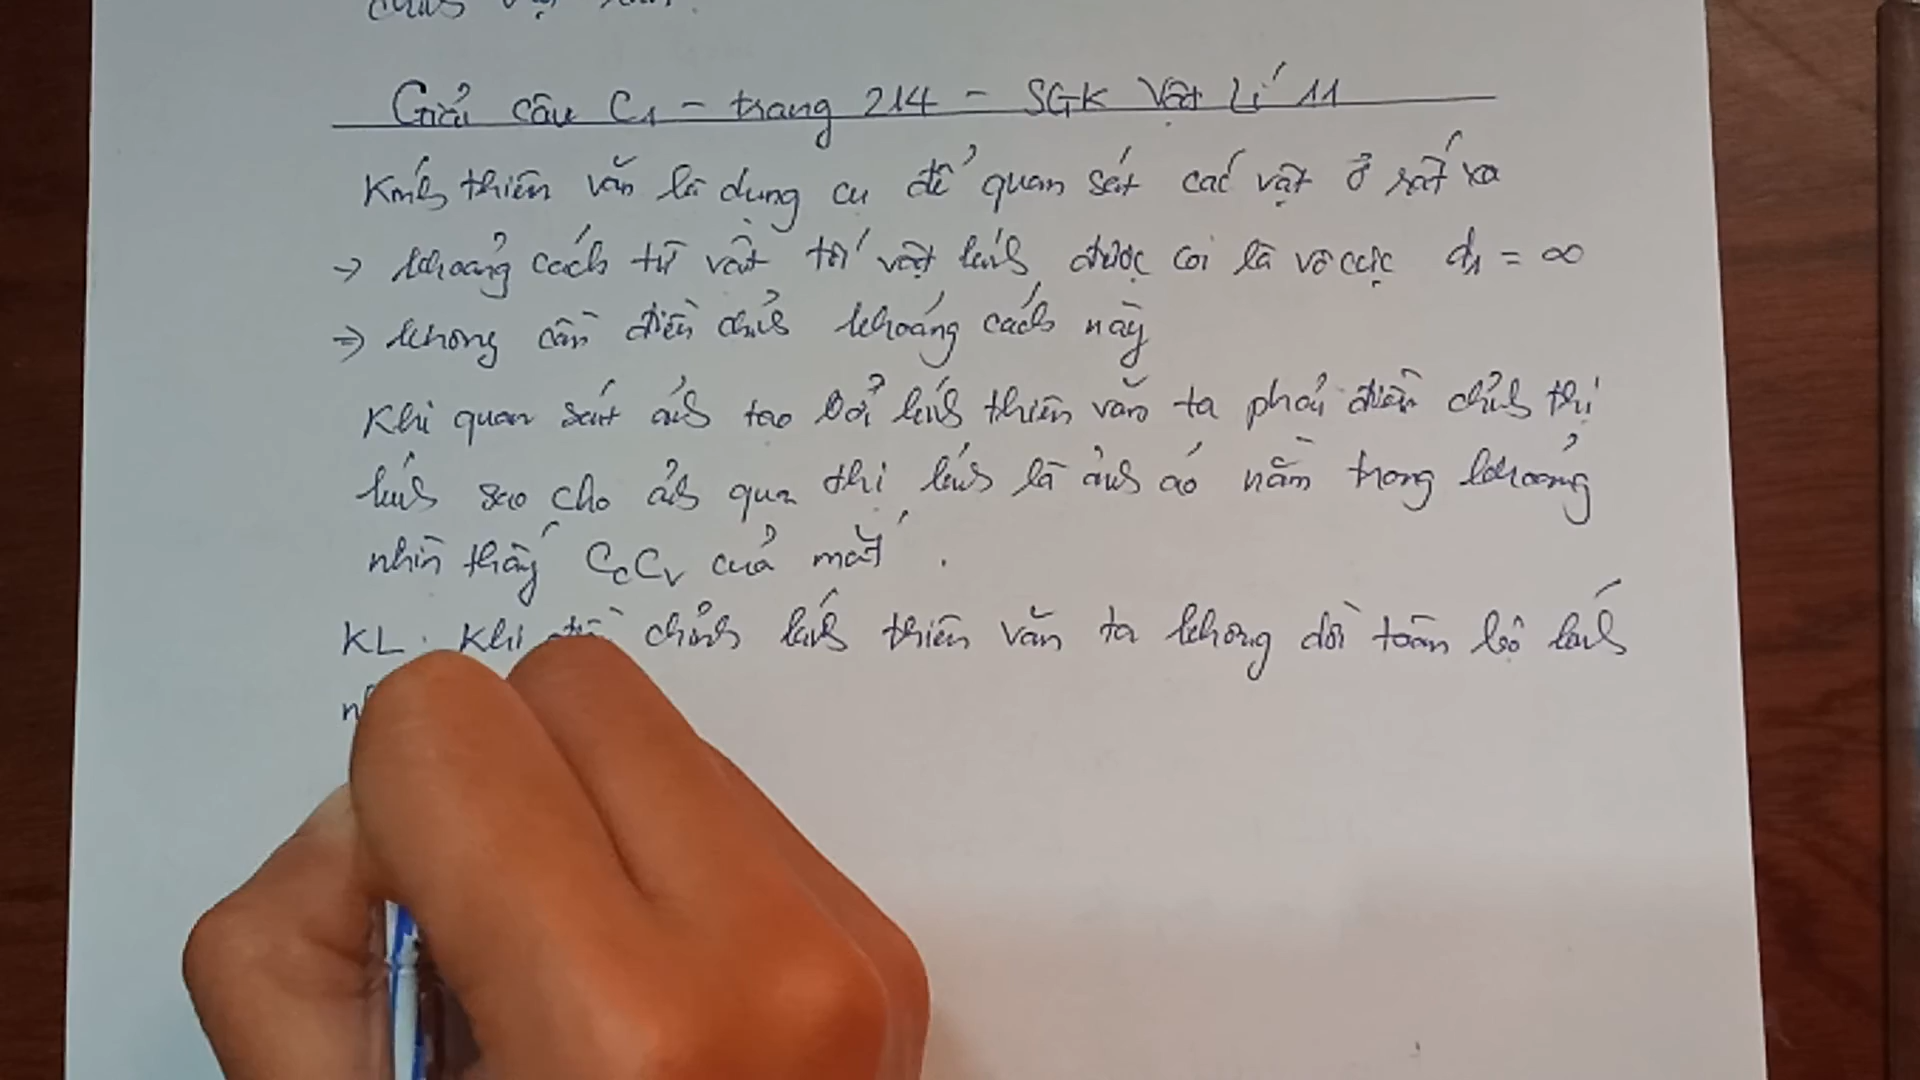 Giải câu C1 - trang 214 - SGK Vật Lí 11
Kính thiên văn là dụng cụ để quan sát các vật ở rất xa
→ khoảng cách từ vật tới vật kính được coi là vô cực d1 = ∞
⇒ không cần điều chỉnh khoảng cách này
Khi quan sát ảnh tạo bởi kính thiên văn ta phải điều chỉnh thị
kính sao cho ảnh qua thị kính là ảnh ảo nằm trong khoảng
nhìn thấy CcCv của mắt.
KL: Khi chỉnh kính thiên văn ta không dời toàn bộ kính